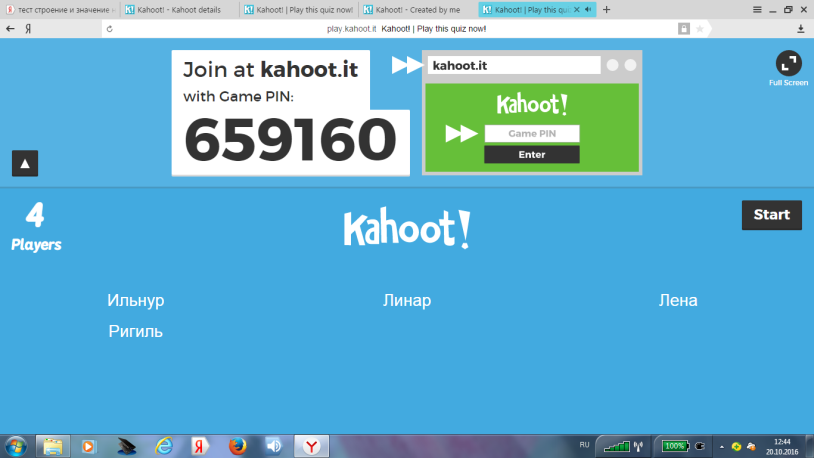 тест строение и значение н
Kahoot! - Kahoot details
Kahoot! | Play this quiz now!
Kahoot! - Created by me
Kahoot! | Play this qui
play.kahoot.it Kahoot! | Play this quiz now!
Join at kahoot.it
with Game PIN:
659160
kahoot.it
Kahoot!
Game PIN
Enter
Full Screen
4
Players
Kahoot!
Start
Ильнур
Линар
Лена
Ригиль
RU
100%
12:44
20.10.2016